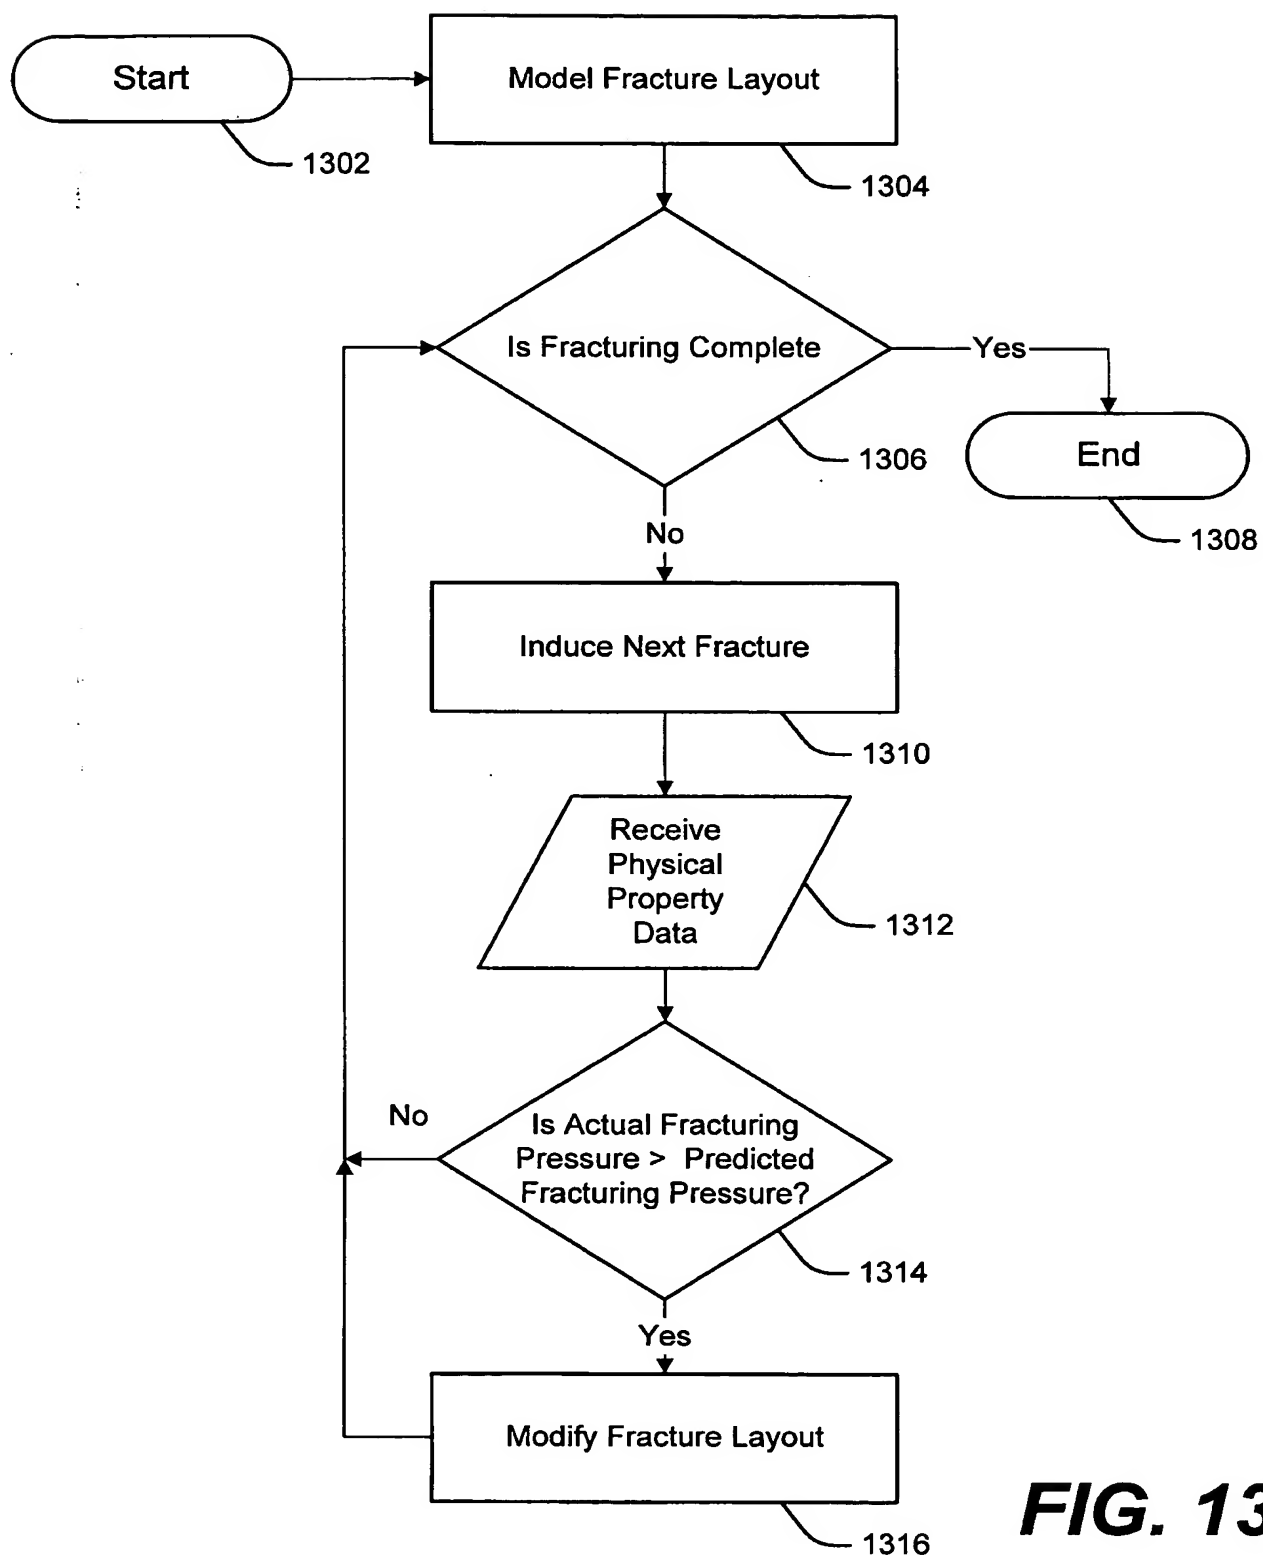 Start
1302
Model Fracture Layout
1304
Is Fracturing Complete
1306
Yes
End
1308
No
Induce Next Fracture
1310
Receive
Physical
Property
Data
1312
No
Is Actual Fracturing
Pressure > Predicted
Fracturing Pressure?
1314
Yes
Modify Fracture Layout
1316
FIG. 13